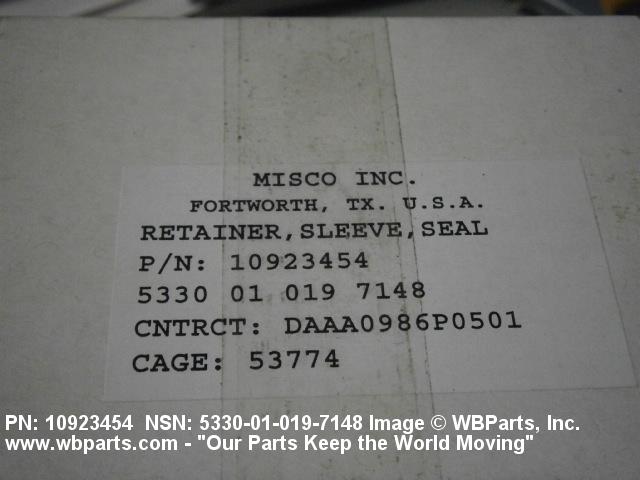 MISCO INC.
FORTWORTH, TX. U.S.A.
RETAINER,SLEEVE,SEAL
P/N: 10923454
5330 01 019 7148
CNTRCT: DAAA0986P0501
CAGE: 53774
PN: 10923454 NSN: 5330-01-019-7148 Image © WBParts, Inc.
www.wbparts.com - "Our Parts Keep the World Moving"